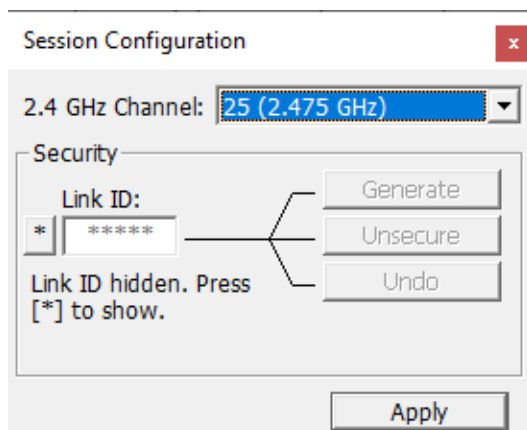 Session Configuration
x
2.4 GHz Channel: 25 (2.475 GHz)
Security
Link ID:
* *****
Generate
Unsecure
Undo
Link ID hidden. Press
[*] to show.
Apply